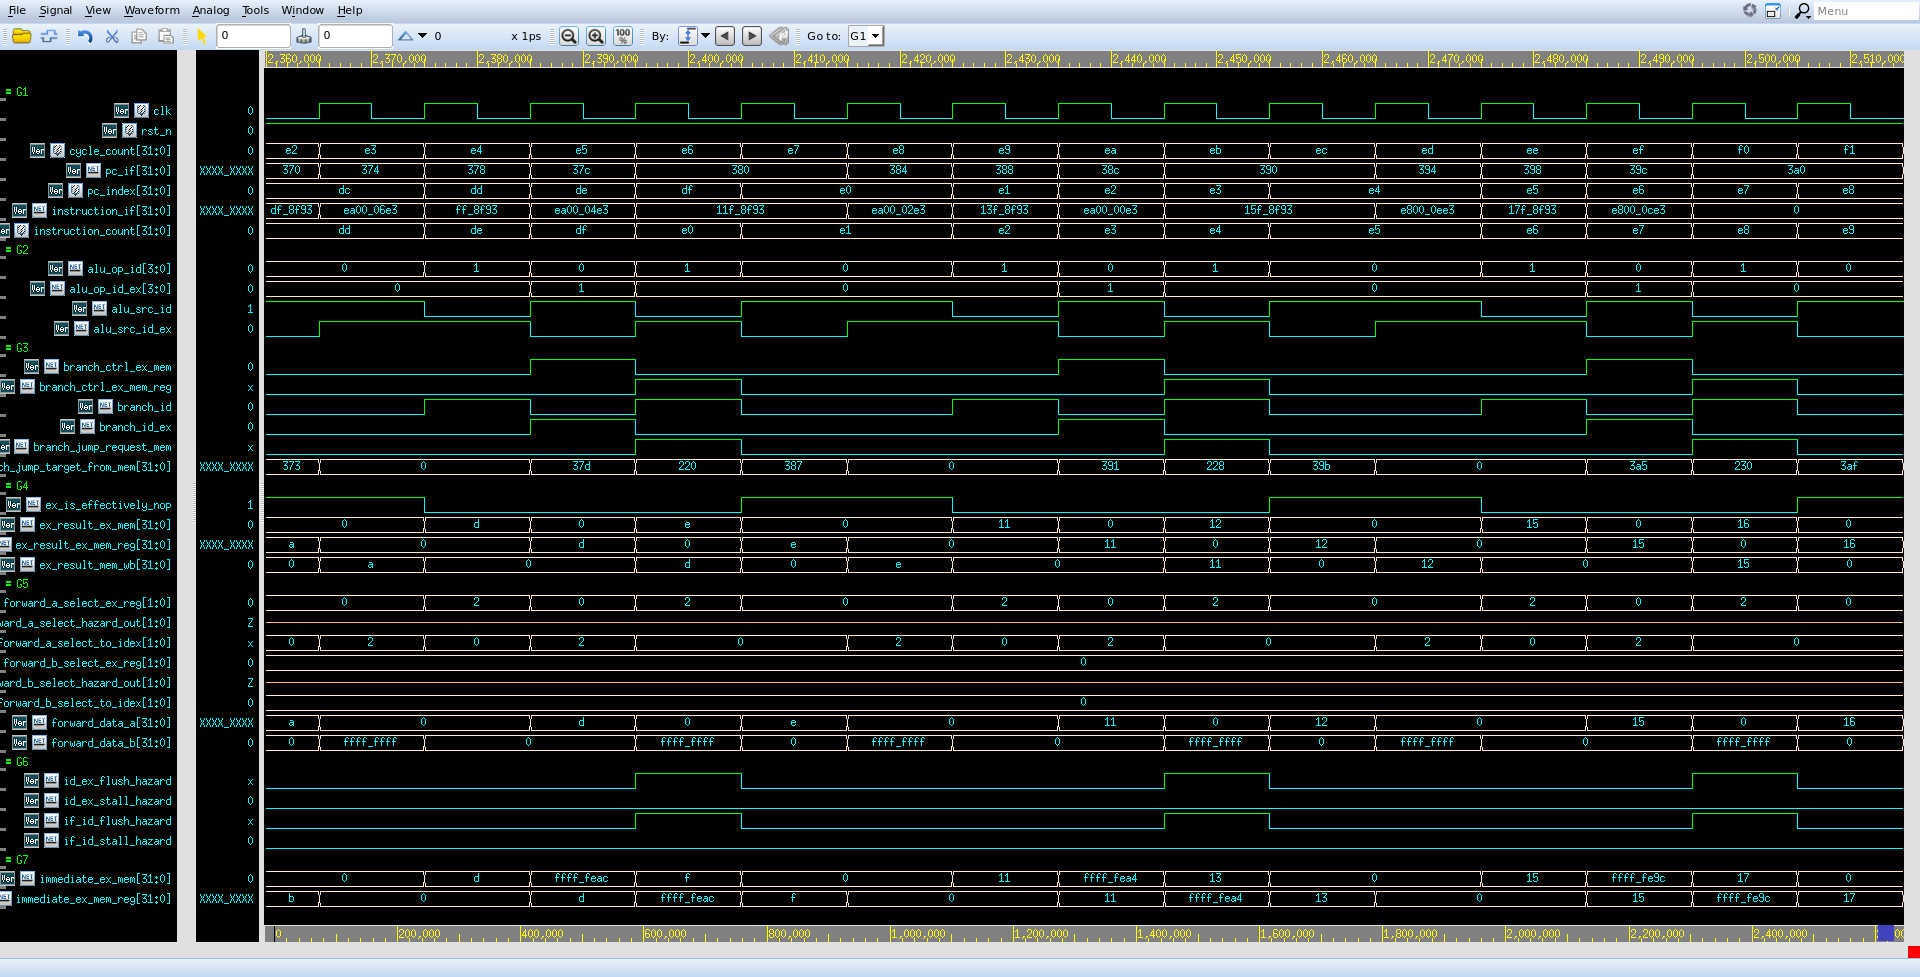 File Signal View Waveform Analog Tools Window Help Menu
0 0 0 x 1ps 100 % By: Go to: G1
2,360,000 2,370,000 2,380,000 2,390,000 2,400,000 2,410,000 2,420,000 2,430,000 2,440,000 2,450,000 2,460,000 2,470,000 2,480,000 2,490,000 2,500,000 2,510,000
G1
clk 0
rst_n 0
cycle_count[31:0] 0 e2 e3 e4 e5 e6 e7 e8 e9 ea eb ec ed ee ef f0 f1
pc_if[31:0] XXXX_XXXX 370 374 378 37c 380 384 388 38c 390 394 398 39c 3a0
pc_index[31:0] 0 dc dd de df e0 e1 e2 e3 e4 e5 e6 e7 e8
instruction_if[31:0] XXXX_XXXX df_8f93 ea00_06e3 ff_8f93 ea00_04e3 11f_8f93 ea00_02e3 13f_8f93 ea00_00e3 15f_8f93 e800_0ee3 17f_8f93 e800_0ce3 0
instruction_count[31:0] 0 dd de df e0 e1 e2 e3 e4 e5 e6 e7 e8 e9
G2
alu_op_id[3:0] 0 0 1 0 1 0 1 0 1 0 1 0 1 0
alu_op_id_ex[3:0] 0 0 1 0 1 0 1 0
alu_src_id 1
alu_src_id_ex 0
G3
branch_ctrl_ex_mem 0
branch_ctrl_ex_mem_reg x
branch_id 0
branch_id_ex 0
branch_jump_request_mem x
ch_jump_target_from_mem[31:0] XXXX_XXXX 373 0 37d 220 387 0 391 228 39b 0 3a5 230 3af
G4
ex_is_effectively_nop 1
ex_result_ex_mem[31:0] 0 0 d 0 e 0 11 0 12 0 15 0 16 0
ex_result_ex_mem_reg[31:0] XXXX_XXXX a 0 d 0 e 0 11 0 12 0 15 0 16
ex_result_mem_wb[31:0] 0 0 a 0 d 0 e 0 11 0 12 0 15 0
G5
forward_a_select_ex_reg[1:0] 0 0 2 0 2 0 2 0 2 0 2 0 2 0
ward_a_select_hazard_out[1:0] Z
forward_a_select_to_idex[1:0] x 0 2 0 2 0 2 0 2 0 2 0 2 0
forward_b_select_ex_reg[1:0] 0 0
ward_b_select_hazard_out[1:0] Z
forward_b_select_to_idex[1:0] 0 0
forward_data_a[31:0] XXXX_XXXX a 0 d 0 e 0 11 0 12 0 15 0 16
forward_data_b[31:0] 0 0 ffff_ffff 0 ffff_ffff 0 ffff_ffff 0 ffff_ffff 0 ffff_ffff 0 ffff_ffff 0
G6
id_ex_flush_hazard x
id_ex_stall_hazard 0
if_id_flush_hazard x
if_id_stall_hazard 0
G7
immediate_ex_mem[31:0] 0 0 d ffff_feac f 0 11 ffff_fea4 13 0 15 ffff_fe9c 17 0
immediate_ex_mem_reg[31:0] XXXX_XXXX b 0 d ffff_feac f 0 11 ffff_fea4 13 0 15 ffff_fe9c 17
0 200,000 400,000 600,000 800,000 1,000,000 1,200,000 1,400,000 1,600,000 1,800,000 2,000,000 2,200,000 2,400,000